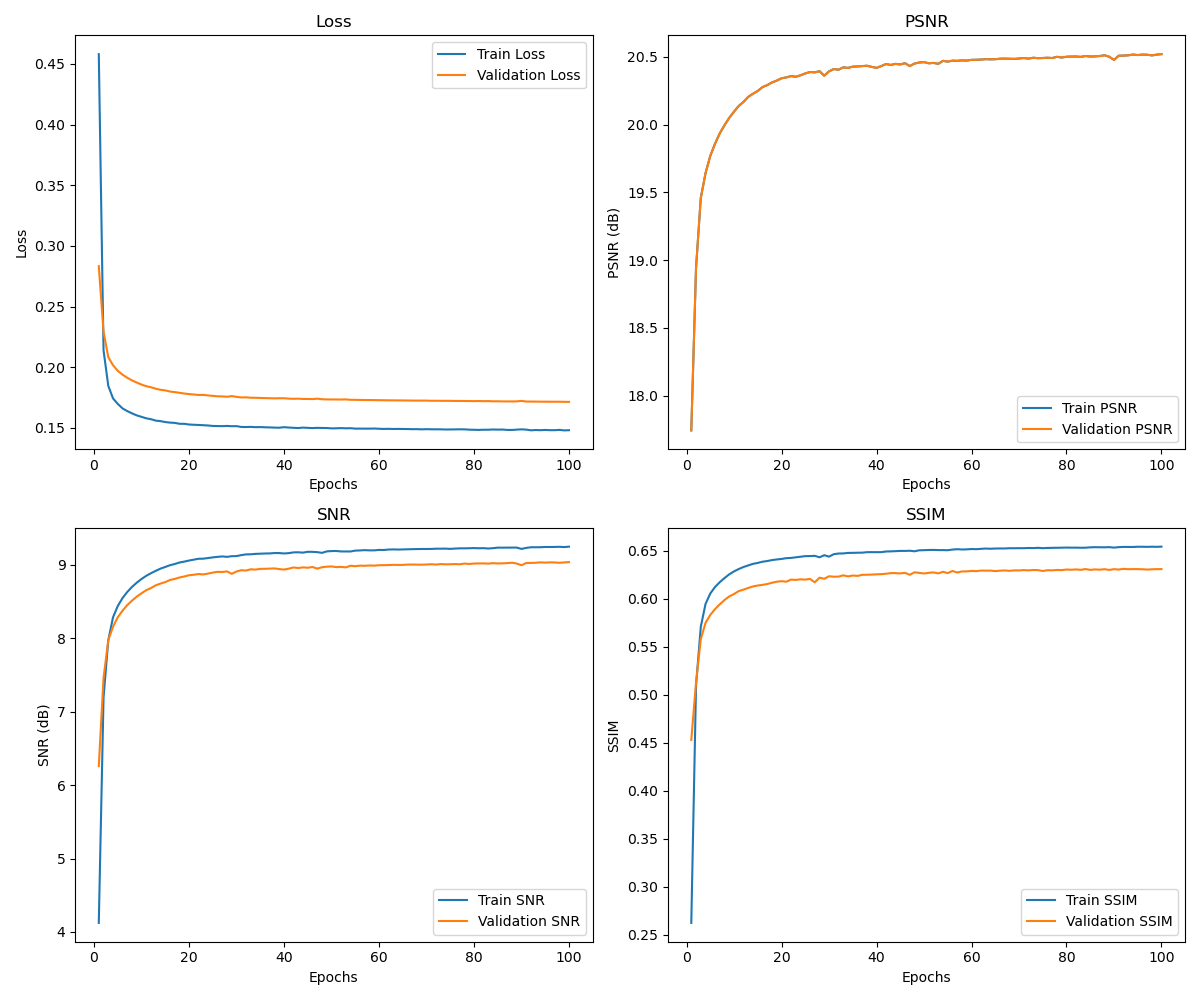 Loss
Train Loss
Validation Loss
0.45
0.40
0.35
0.30
0.25
0.20
0.15
Loss
0 20 40 60 80 100
Epochs
PSNR
20.5
20.0
19.5
19.0
18.5
18.0
PSNR (dB)
Train PSNR
Validation PSNR
0 20 40 60 80 100
Epochs
SNR
9
8
7
6
5
4
SNR (dB)
Train SNR
Validation SNR
0 20 40 60 80 100
Epochs
SSIM
0.65
0.60
0.55
0.50
0.45
0.40
0.35
0.30
0.25
SSIM
Train SSIM
Validation SSIM
0 20 40 60 80 100
Epochs